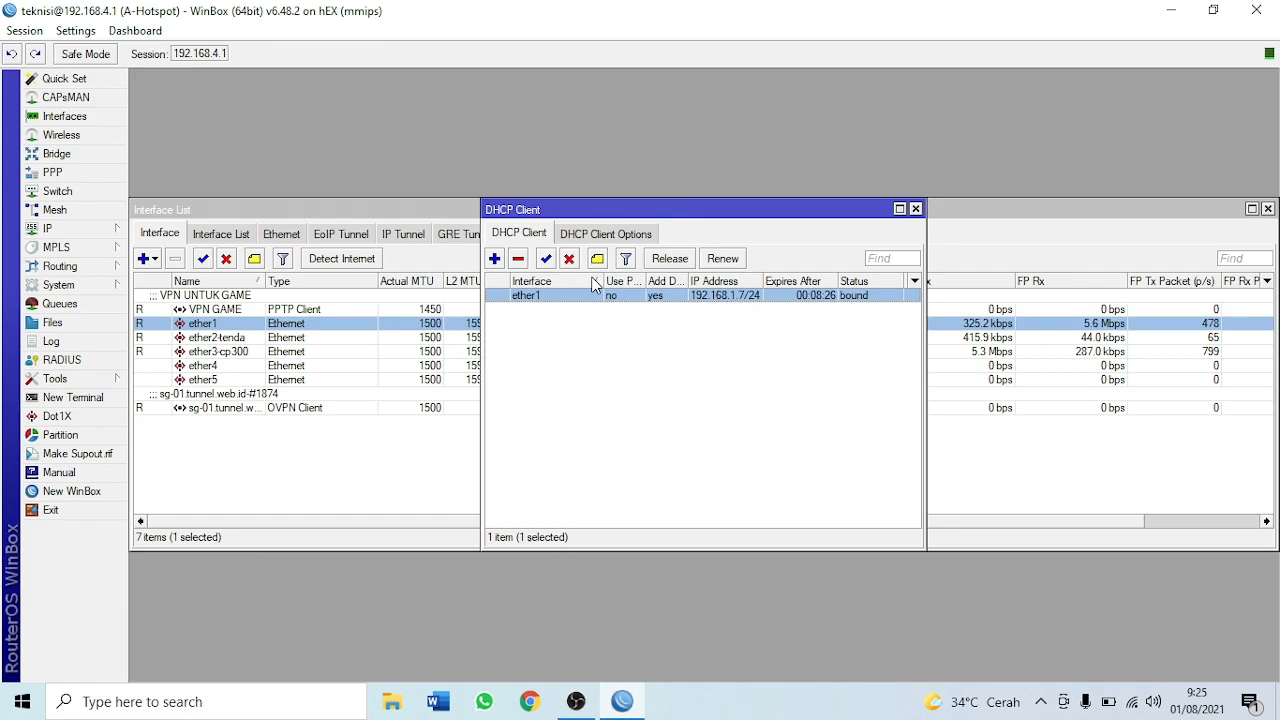 teknisi@192.168.4.1 (A-Hotspot) - WinBox (64bit) v6.48.2 on hEX (mmips)
Session Settings Dashboard
Safe Mode Session: 192.168.4.1
Quick Set
CAPsMAN
Interfaces
Wireless
Bridge
PPP
Switch
Mesh
IP
MPLS
Routing
System
Queues
Files
Log
RADIUS
Tools
New Terminal
Dot1X
Partition
Make Supout.rif
Manual
New WinBox
Exit
RouterOS WinBox
Interface List
Interface Interface List Ethernet EoIP Tunnel IP Tunnel GRE Tun
Detect Internet
Name / Type Actual MTU L2 MTU
::: VPN UNTUK GAME
R VPN GAME PPTP Client 1450
R ether1 Ethernet 1500 159
R ether2-tenda Ethernet 1500 159
R ether3-cp300 Ethernet 1500 159
ether4 Ethernet 1500 159
ether5 Ethernet 1500 159
::: sg-01.tunnel.web.id-#1874
R sg-01.tunnel.w... OVPN Client 1500
7 items (1 selected)
DHCP Client
DHCP Client DHCP Client Options
Release Renew Find
Interface Use P... Add D... IP Address Expires After Status
ether1 no yes 192.168.1.7/24 00:08:26 bound
1 item (1 selected)
Find
x FP Rx FP Tx Packet (p/s) FP Rx P
0 bps 0 bps 0
325.2 kbps 5.6 Mbps 478
415.9 kbps 44.0 kbps 65
5.3 Mbps 287.0 kbps 799
0 bps 0 bps 0
0 bps 0 bps 0
0 bps 0 bps 0
Type here to search
34°C Cerah
9:25
01/08/2021
1